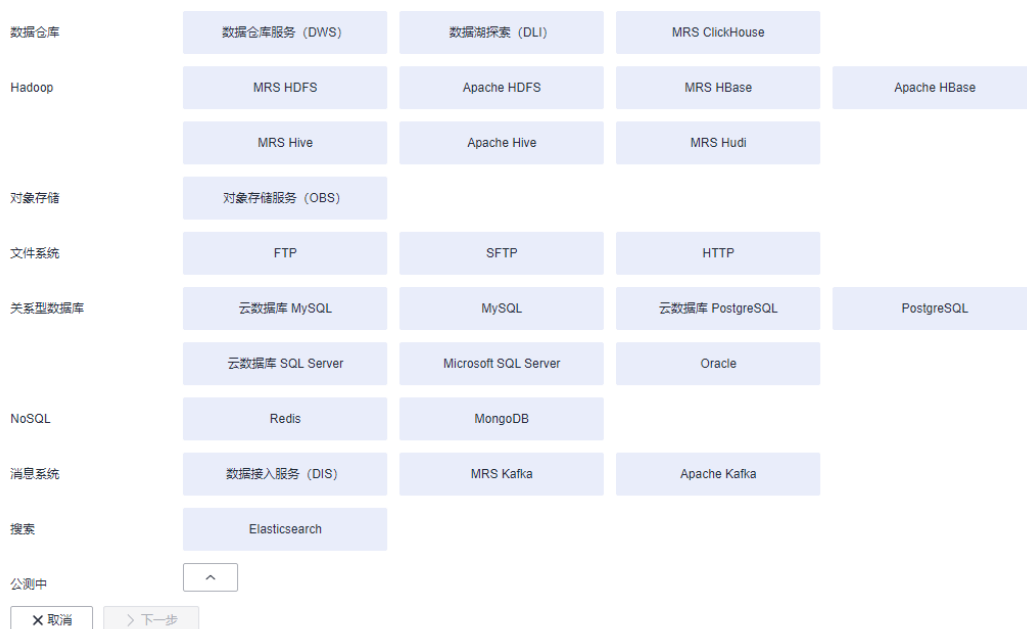 数据仓库 数据仓库服务（DWS） 数据湖探索（DLI） MRS ClickHouse
Hadoop MRS HDFS Apache HDFS MRS HBase Apache HBase
MRS Hive Apache Hive MRS Hudi
对象存储 对象存储服务（OBS）
文件系统 FTP SFTP HTTP
关系型数据库 云数据库 MySQL MySQL 云数据库 PostgreSQL PostgreSQL
云数据库 SQL Server Microsoft SQL Server Oracle
NoSQL Redis MongoDB
消息系统 数据接入服务（DIS） MRS Kafka Apache Kafka
搜索 Elasticsearch
公测中
取消 下一步